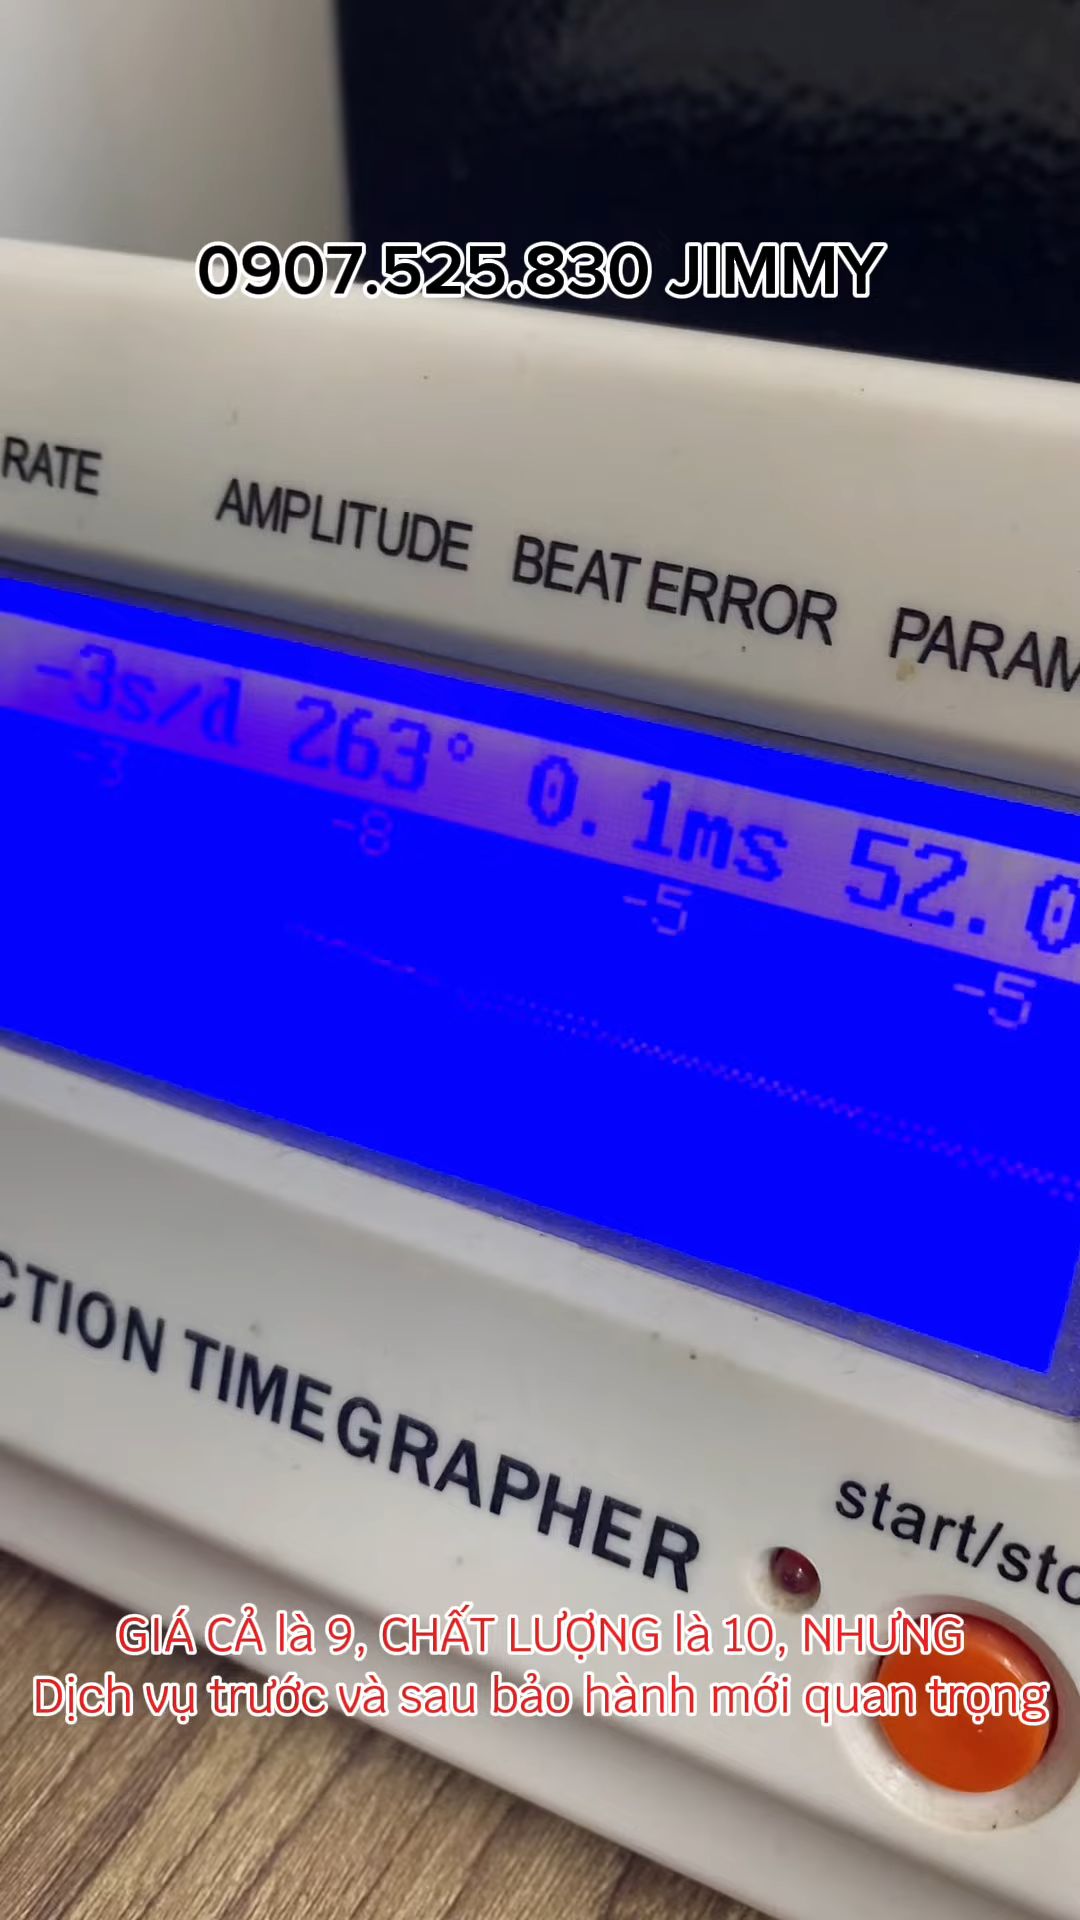 0907.525.830 JIMMY
RATE AMPLITUDE BEAT ERROR PARAM
-3s/d 263° 0.1ms 52.0
-3 -8 -5 -5
CTION TIMEGRAPHER
start/sto
GIÁ CẢ là 9, CHẤT LƯỢNG là 10, NHƯNG
Dịch vụ trước và sau bảo hành mới quan trọng